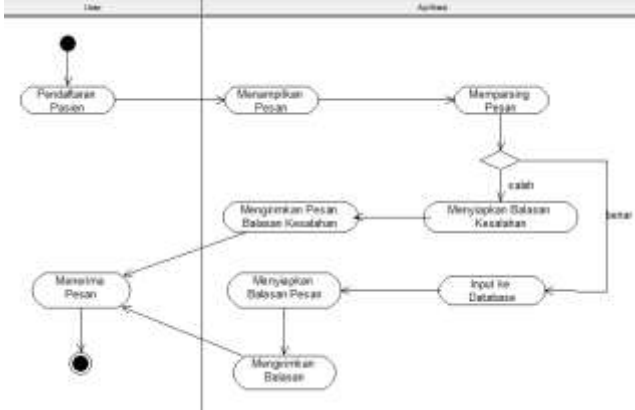 User
Aplikasi
Pendaftaran
Pasien
Menampilkan
Pesan
Memparsing
Pesan
salah
Mengirimkan Pesan
Balasan Kesalahan
Menyiapkan Balasan
Kesalahan
benar
Menerima
Pesan
Menyiapkan
Balasan Pesan
Input ke
Database
Mengirimkan
Balasan